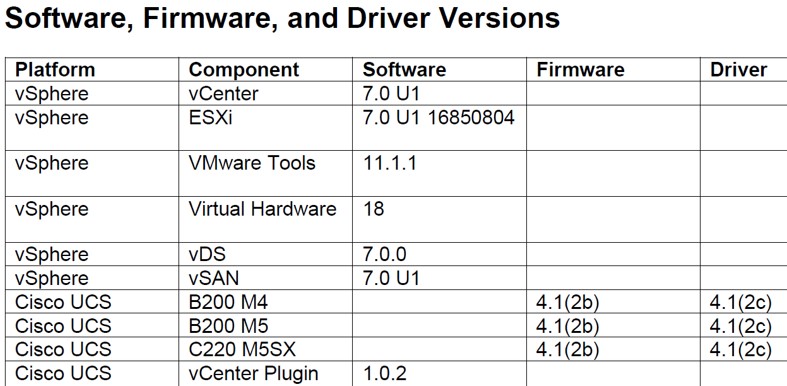 Software, Firmware, and Driver Versions
Platform Component Software Firmware Driver
vSphere vCenter 7.0 U1
vSphere ESXi 7.0 U1 16850804
vSphere VMware Tools 11.1.1
vSphere Virtual Hardware 18
vSphere vDS 7.0.0
vSphere vSAN 7.0 U1
Cisco UCS B200 M4 4.1(2b) 4.1(2c)
Cisco UCS B200 M5 4.1(2b) 4.1(2c)
Cisco UCS C220 M5SX 4.1(2b) 4.1(2c)
Cisco UCS vCenter Plugin 1.0.2